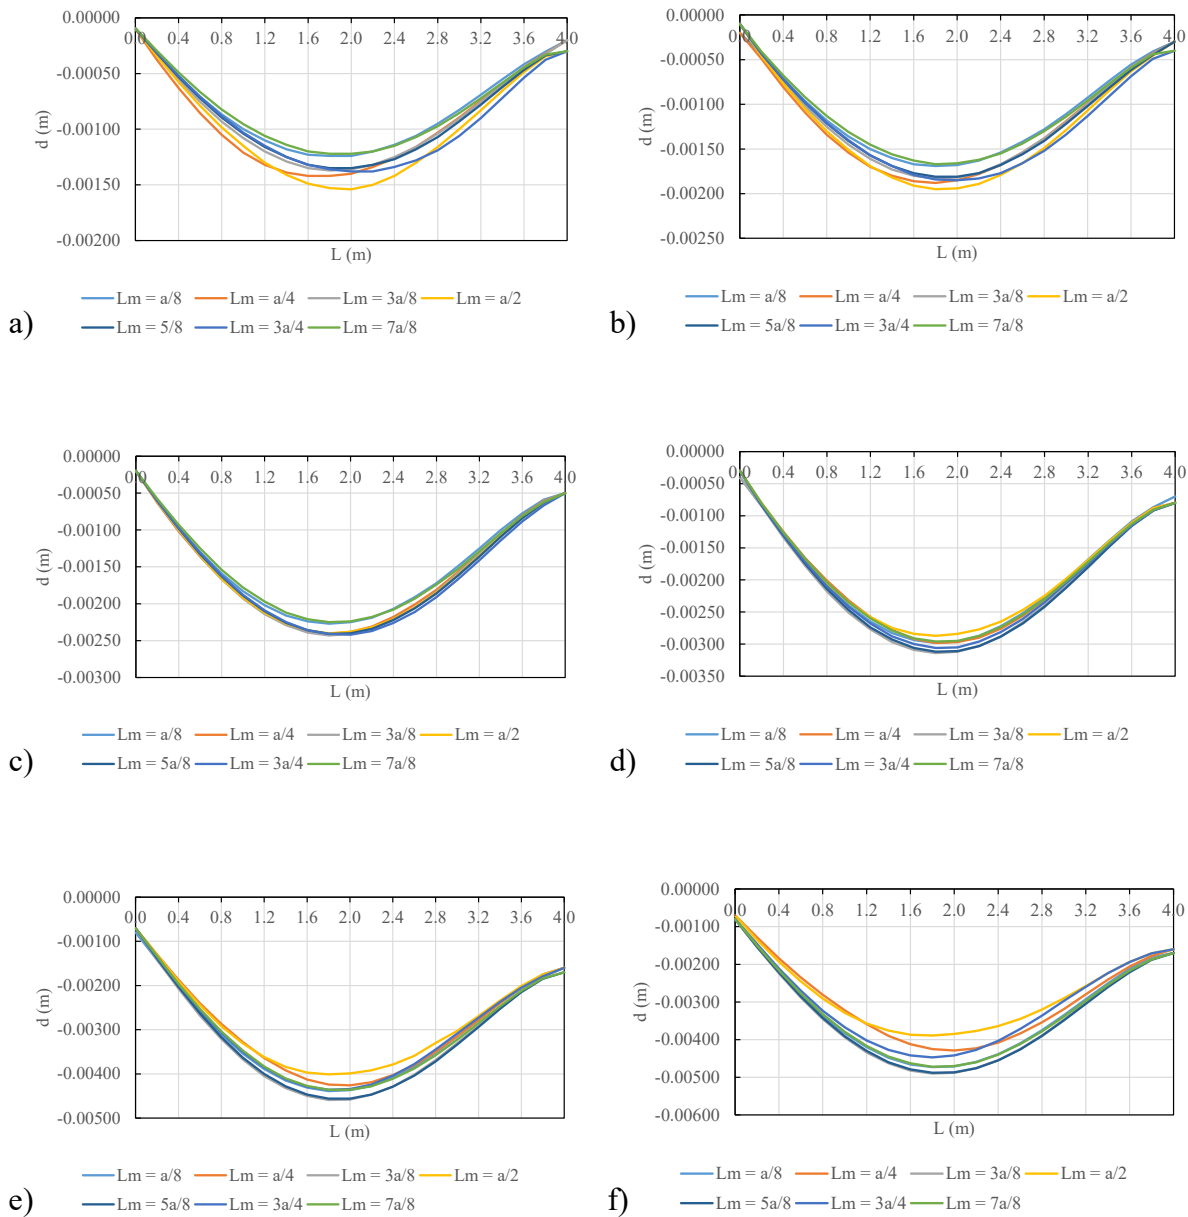 0.00000
0.0 0.4 0.8 1.2 1.6 2.0 2.4 2.8 3.2 3.6 4.0
-0.00050
-0.00100
-0.00150
-0.00200
d (m)
L (m)
Lm = a/8 Lm = a/4 Lm = 3a/8 Lm = a/2
Lm = 5/8 Lm = 3a/4 Lm = 7a/8
a)
0.00000
0.0 0.4 0.8 1.2 1.6 2.0 2.4 2.8 3.2 3.6 4.0
-0.00050
-0.00100
-0.00150
-0.00200
-0.00250
d (m)
L (m)
Lm = a/8 Lm = a/4 Lm = 3a/8 Lm = a/2
Lm = 5a/8 Lm = 3a/4 Lm = 7a/8
b)
0.00000
0.0 0.4 0.8 1.2 1.6 2.0 2.4 2.8 3.2 3.6 4.0
-0.00050
-0.00100
-0.00150
-0.00200
-0.00250
-0.00300
d (m)
L (m)
Lm = a/8 Lm = a/4 Lm = 3a/8 Lm = a/2
Lm = 5a/8 Lm = 3a/4 Lm = 7a/8
c)
0.00000
0.0 0.4 0.8 1.2 1.6 2.0 2.4 2.8 3.2 3.6 4.0
-0.00050
-0.00100
-0.00150
-0.00200
-0.00250
-0.00300
-0.00350
d (m)
L (m)
Lm = a/8 Lm = a/4 Lm = 3a/8 Lm = a/2
Lm = 5a/8 Lm = 3a/4 Lm = 7a/8
d)
0.00000
0.0 0.4 0.8 1.2 1.6 2.0 2.4 2.8 3.2 3.6 4.0
-0.00100
-0.00200
-0.00300
-0.00400
-0.00500
d (m)
L (m)
Lm = a/8 Lm = a/4 Lm = 3a/8 Lm = a/2
Lm = 5a/8 Lm = 3a/4 Lm = 7a/8
e)
0.00000
0.0 0.4 0.8 1.2 1.6 2.0 2.4 2.8 3.2 3.6 4.0
-0.00100
-0.00200
-0.00300
-0.00400
-0.00500
-0.00600
d (m)
L (m)
Lm = a/8 Lm = a/4 Lm = 3a/8 Lm = a/2
Lm = 5a/8 Lm = 3a/4 Lm = 7a/8
f)